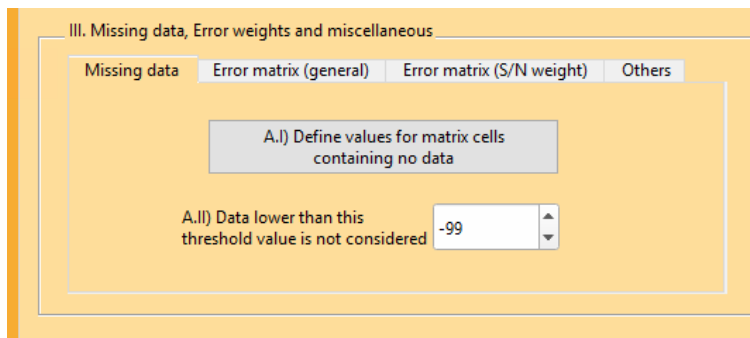 III. Missing data, Error weights and miscellaneous
Missing data Error matrix (general) Error matrix (S/N weight) Others
A.I) Define values for matrix cells
containing no data
A.II) Data lower than this
threshold value is not considered
-99